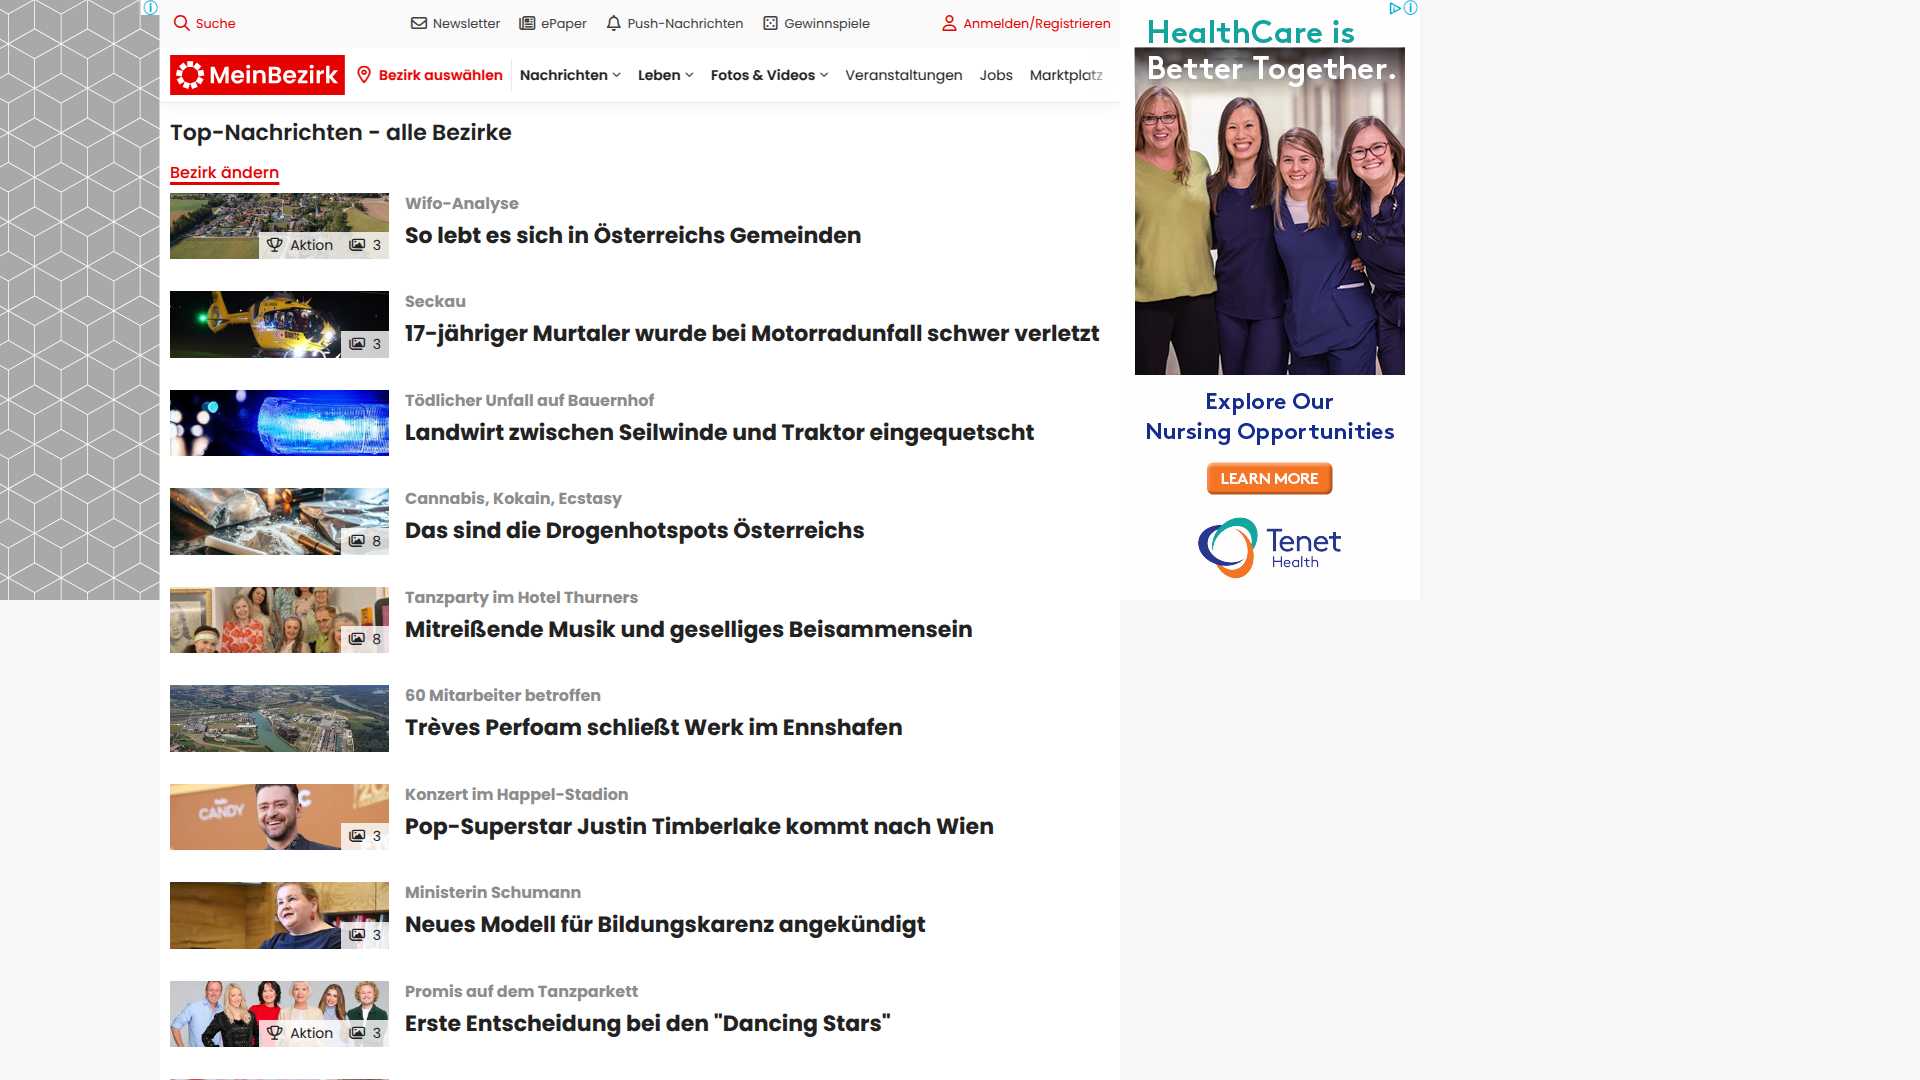 Suche
Newsletter
ePaper
Push-Nachrichten
Gewinnspiele
Anmelden/Registrieren
MeinBezirk
Bezirk auswählen
Nachrichten
Leben
Fotos & Videos
Veranstaltungen
Jobs
Marktplatz
Top-Nachrichten - alle Bezirke
Bezirk ändern
Aktion 3
Wifo-Analyse
So lebt es sich in Österreichs Gemeinden
3
Seckau
17-jähriger Murtaler wurde bei Motorradunfall schwer verletzt
Tödlicher Unfall auf Bauernhof
Landwirt zwischen Seilwinde und Traktor eingequetscht
8
Cannabis, Kokain, Ecstasy
Das sind die Drogenhotspots Österreichs
8
Tanzparty im Hotel Thurners
Mitreißende Musik und geselliges Beisammensein
60 Mitarbeiter betroffen
Trèves Perfoam schließt Werk im Ennshafen
CANDY
3
Konzert im Happel-Stadion
Pop-Superstar Justin Timberlake kommt nach Wien
3
Ministerin Schumann
Neues Modell für Bildungskarenz angekündigt
Aktion 3
Promis auf dem Tanzparkett
Erste Entscheidung bei den "Dancing Stars"
HealthCare is
Better Together.
Explore Our
Nursing Opportunities
LEARN MORE
Tenet
Health